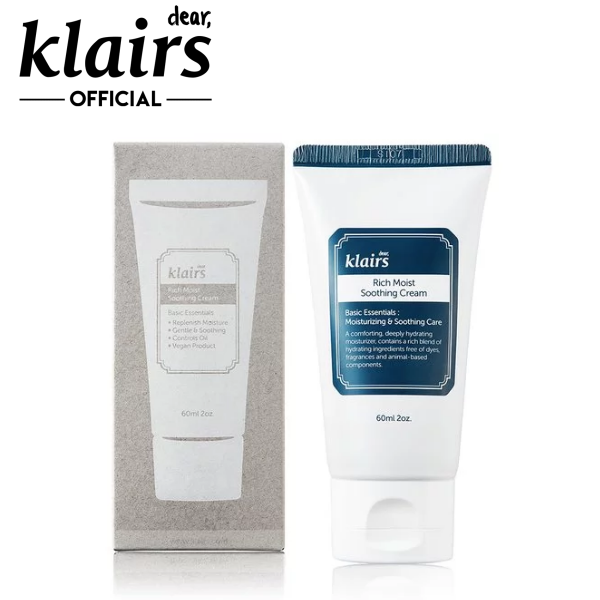 dear,
klairs
OFFICIAL
dear,
klairs
Rich Moist
Soothing Cream
Basic Essentials
+ Replenish Moisture
+ Gentle & Soothing
+ Controls Oil
+ Vegan Product
60ml 2oz.
dear,
klairs
Rich Moist
Soothing Cream
Basic Essentials :
Moisturizing & Soothing Care
A comforting, deeply hydrating
moisturizer, contains a rich blend of
hydrating ingredients free of dyes,
fragrances and animal-based
components
60ml 2oz.